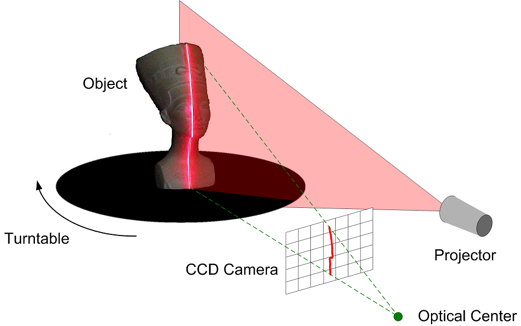 Object
Turntable
CCD Camera
Projector
Optical Center